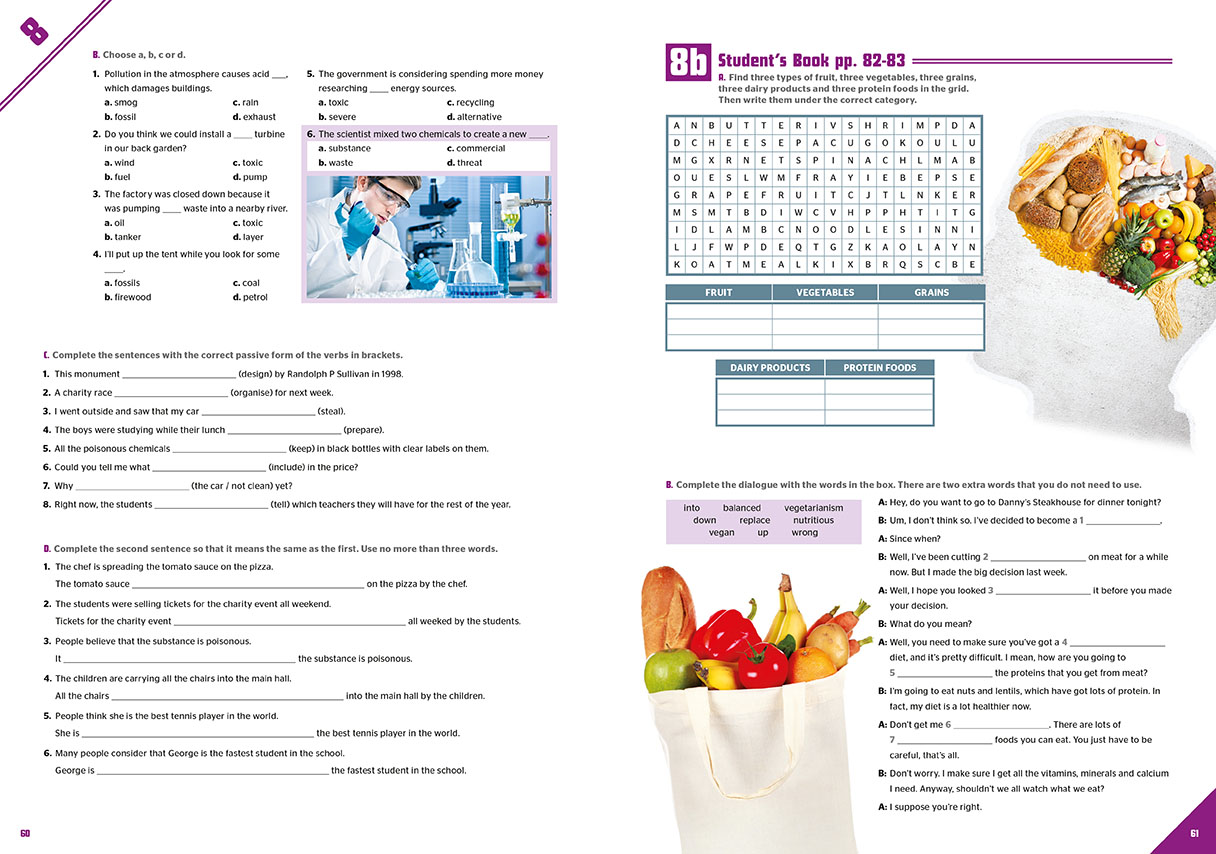 8
B. Choose a, b, c or d.
1. Pollution in the atmosphere causes acid ___,
which damages buildings.
a. smog c. rain
b. fossil d. exhaust
2. Do you think we could install a ____ turbine
in our back garden?
a. wind c. toxic
b. fuel d. pump
3. The factory was closed down because it
was pumping ____ waste into a nearby river.
a. oil c. toxic
b. tanker d. layer
4. I'll put up the tent while you look for some
____.
a. fossils c. coal
b. firewood d. petrol
5. The government is considering spending more money
researching ____ energy sources.
a. toxic c. recycling
b. severe d. alternative
6. The scientist mixed two chemicals to create a new ____.
a. substance c. commercial
b. waste d. threat
C. Complete the sentences with the correct passive form of the verbs in brackets.
1. This monument ______________________ (design) by Randolph P Sullivan in 1998.
2. A charity race ______________________ (organise) for next week.
3. I went outside and saw that my car ______________________ (steal).
4. The boys were studying while their lunch ______________________ (prepare).
5. All the poisonous chemicals ______________________ (keep) in black bottles with clear labels on them.
6. Could you tell me what ______________________ (include) in the price?
7. Why ______________________ (the car / not clean) yet?
8. Right now, the students ______________________ (tell) which teachers they will have for the rest of the year.
D. Complete the second sentence so that it means the same as the first. Use no more than three words.
1. The chef is spreading the tomato sauce on the pizza.
The tomato sauce ______________________ on the pizza by the chef.
2. The students were selling tickets for the charity event all weekend.
Tickets for the charity event ______________________ all weeked by the students.
3. People believe that the substance is poisonous.
It ______________________ the substance is poisonous.
4. The children are carrying all the chairs into the main hall.
All the chairs ______________________ into the main hall by the children.
5. People think she is the best tennis player in the world.
She is ______________________ the best tennis player in the world.
6. Many people consider that George is the fastest student in the school.
George is ______________________ the fastest student in the school.
60
8b Student's Book pp. 82-83
A. Find three types of fruit, three vegetables, three grains,
three dairy products and three protein foods in the grid.
Then write them under the correct category.
A N B U T T E R I V S H R I M P D A
D C H E E S E P A C U G O K O U L U
M G X R N E T S P I N A C H L M A B
O U E S L W M F R A Y I E B E P S E
G R A P E F R U I T C J T L N K E R
M S M T B D I W C V H P P H T I T G
I D L A M B C N O O D L E S I N N I
L J F W P D E Q T G Z K A O L A Y N
K O A T M E A L K I X B R Q S C B E
FRUIT VEGETABLES GRAINS
DAIRY PRODUCTS PROTEIN FOODS
B. Complete the dialogue with the words in the box. There are two extra words that you do not need to use.
into balanced vegetarianism
down replace nutritious
vegan up wrong
A: Hey, do you want to go to Danny's Steakhouse for dinner tonight?
B: Um, I don't think so. I've decided to become a 1 ________________.
A: Since when?
B: Well, I've been cutting 2 ____________________ on meat for a while
now. But I made the big decision last week.
A: Well, I hope you looked 3 ____________________ it before you made
your decision.
B: What do you mean?
A: Well, you need to make sure you've got a 4 ____________________
diet, and it's pretty difficult. I mean, how are you going to
5 ____________________ the proteins that you get from meat?
B: I'm going to eat nuts and lentils, which have got lots of protein. In
fact, my diet is a lot healthier now.
A: Don't get me 6 ____________________. There are lots of
7 ____________________ foods you can eat. You just have to be
careful, that's all.
B: Don't worry. I make sure I get all the vitamins, minerals and calcium
I need. Anyway, shouldn't we all watch what we eat?
A: I suppose you're right.
61